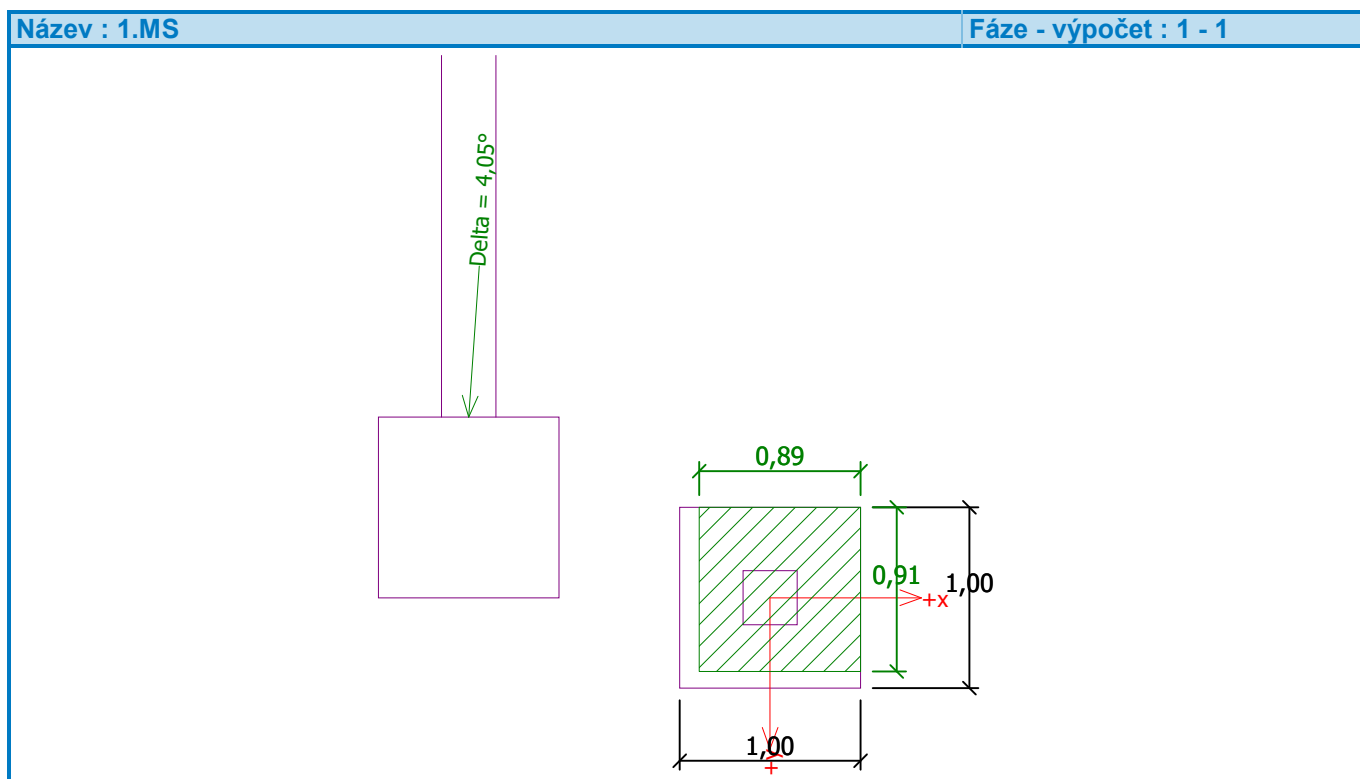 Název : 1.MS
Fáze - výpočet : 1 - 1
Delta = 4,05°
0,89
0,91
1,00
+x
1,00
+y